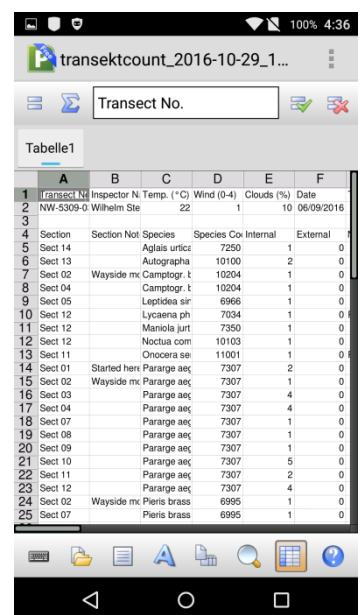 100% 4:36
transektcount_2016-10-29_1...
Transect No.
Tabelle1
A B C D E F
1 Transect No Inspector Na Temp. (°C) Wind (0-4) Clouds (%) Date
2 NW-5309-0 Wilhelm Ste 22 1 10 06/09/2016
3
4 Section Section Not Species Species Cou Internal External
5 Sect 14 Aglais urtica 7250 1 0
6 Sect 13 Autographa 10100 2 0
7 Sect 02 Wayside mo Camptogr. b 10204 1 0
8 Sect 04 Camptogr. b 10204 1 0
9 Sect 05 Leptidea sin 6966 1 0
10 Sect 12 Lycaena ph 7034 1 0
11 Sect 12 Maniola jurt 7350 1 0
12 Sect 12 Noctua com 10103 1 0
13 Sect 11 Onocera se 11001 1 0
14 Sect 01 Started here Pararge aeg 7307 2 0
15 Sect 02 Wayside mo Pararge aeg 7307 1 0
16 Sect 03 Pararge aeg 7307 4 0
17 Sect 04 Pararge aeg 7307 4 0
18 Sect 07 Pararge aeg 7307 1 0
19 Sect 08 Pararge aeg 7307 1 0
20 Sect 09 Pararge aeg 7307 1 0
21 Sect 10 Pararge aeg 7307 5 0
22 Sect 11 Pararge aeg 7307 2 0
23 Sect 12 Pararge aeg 7307 4 0
24 Sect 02 Wayside mo Pieris brass 6995 1 0
25 Sect 07 Pieris brass 6995 1 0